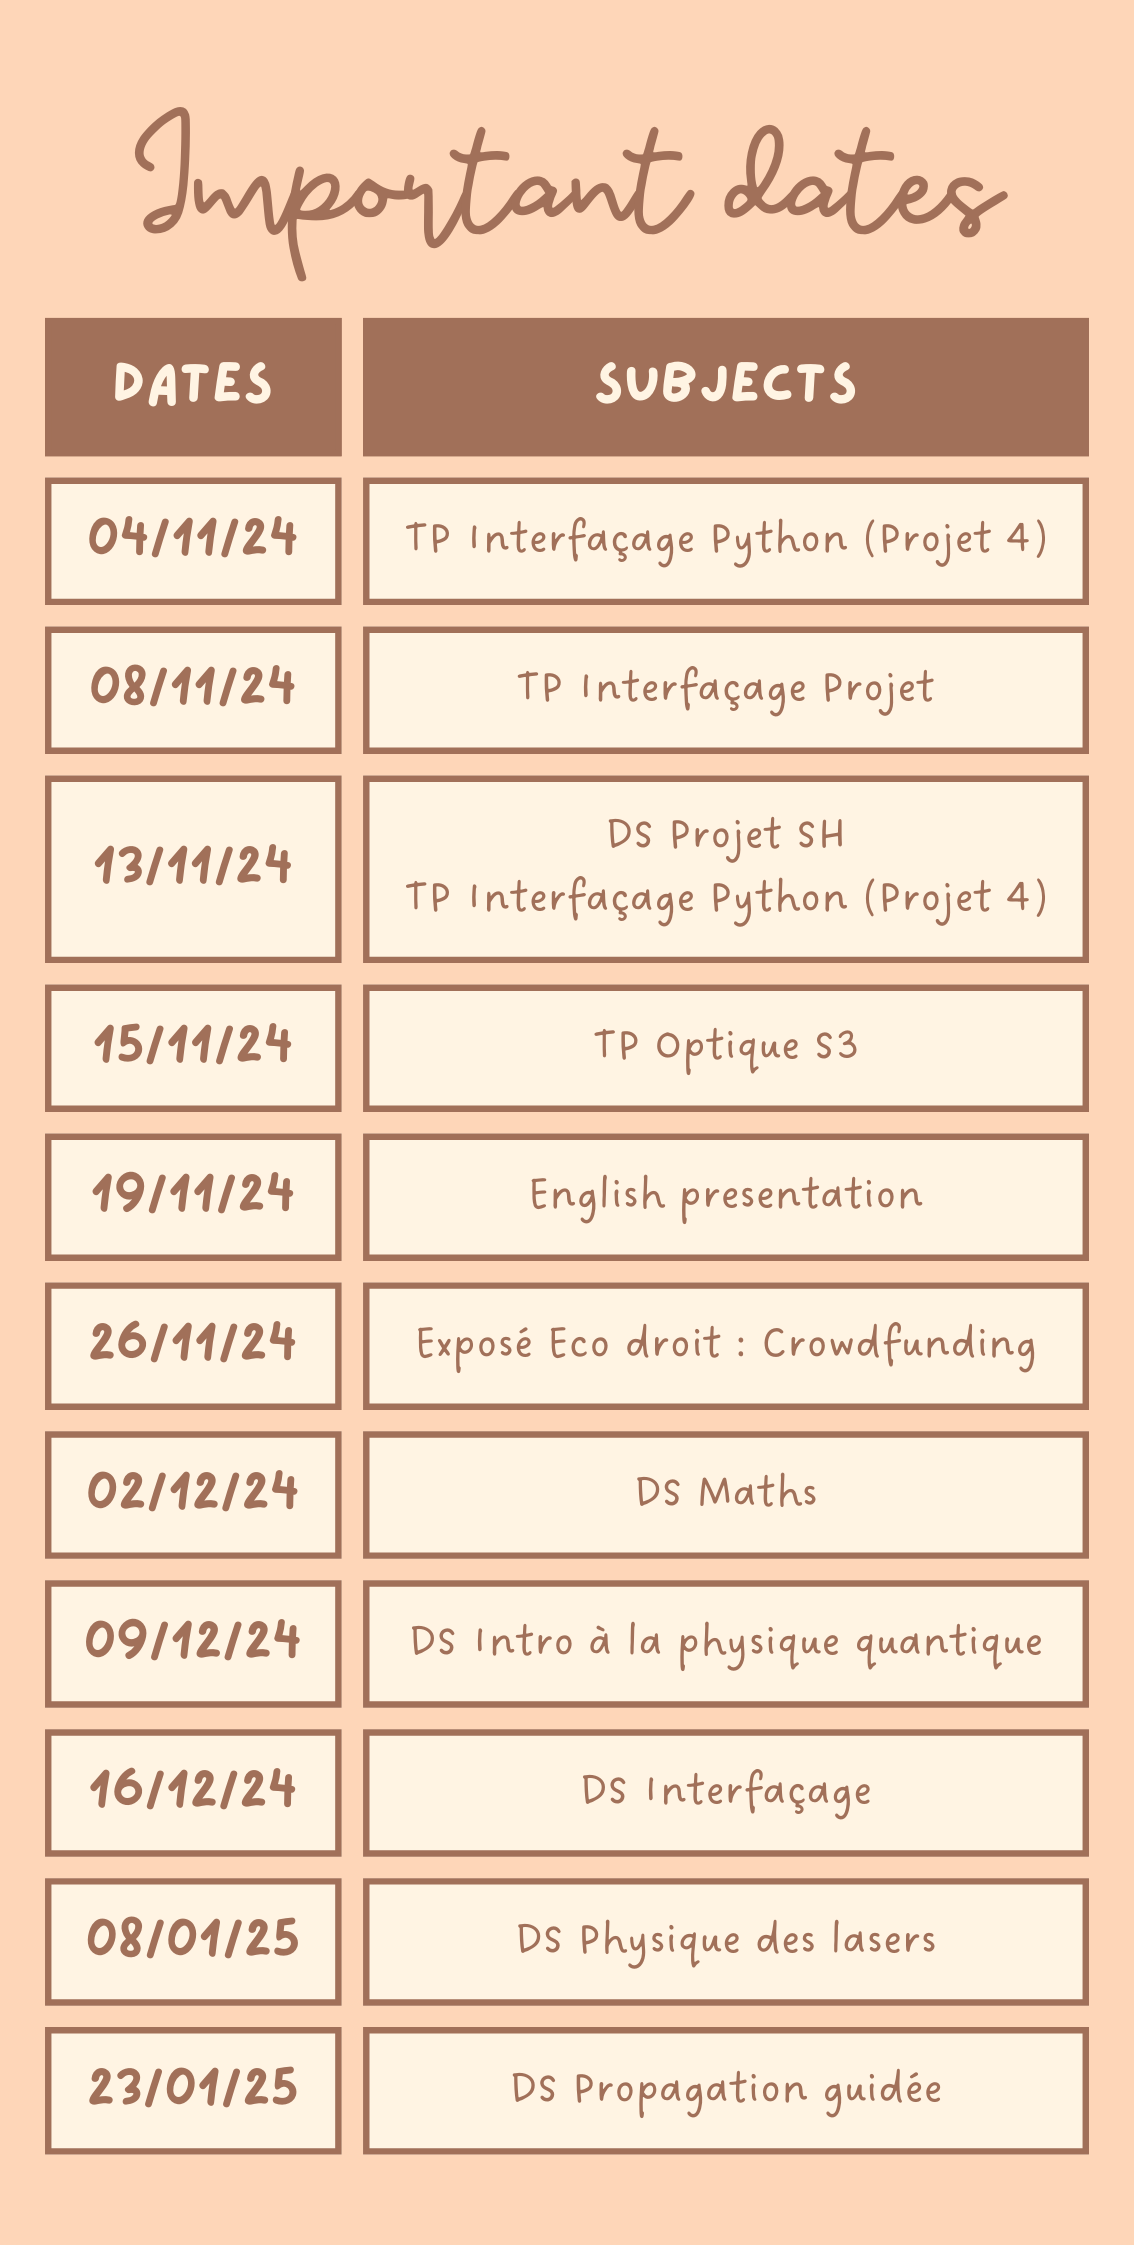 Important dates
DATES SUBJECTS
04/11/24 TP Interfaçage Python (Projet 4)
08/11/24 TP Interfaçage Projet
13/11/24 DS Projet SH
TP Interfaçage Python (Projet 4)
15/11/24 TP Optique S3
19/11/24 English presentation
26/11/24 Exposé Eco droit : Crowdfunding
02/12/24 DS Maths
09/12/24 DS Intro à la physique quantique
16/12/24 DS Interfaçage
08/01/25 DS Physique des lasers
23/01/25 DS Propagation guidée